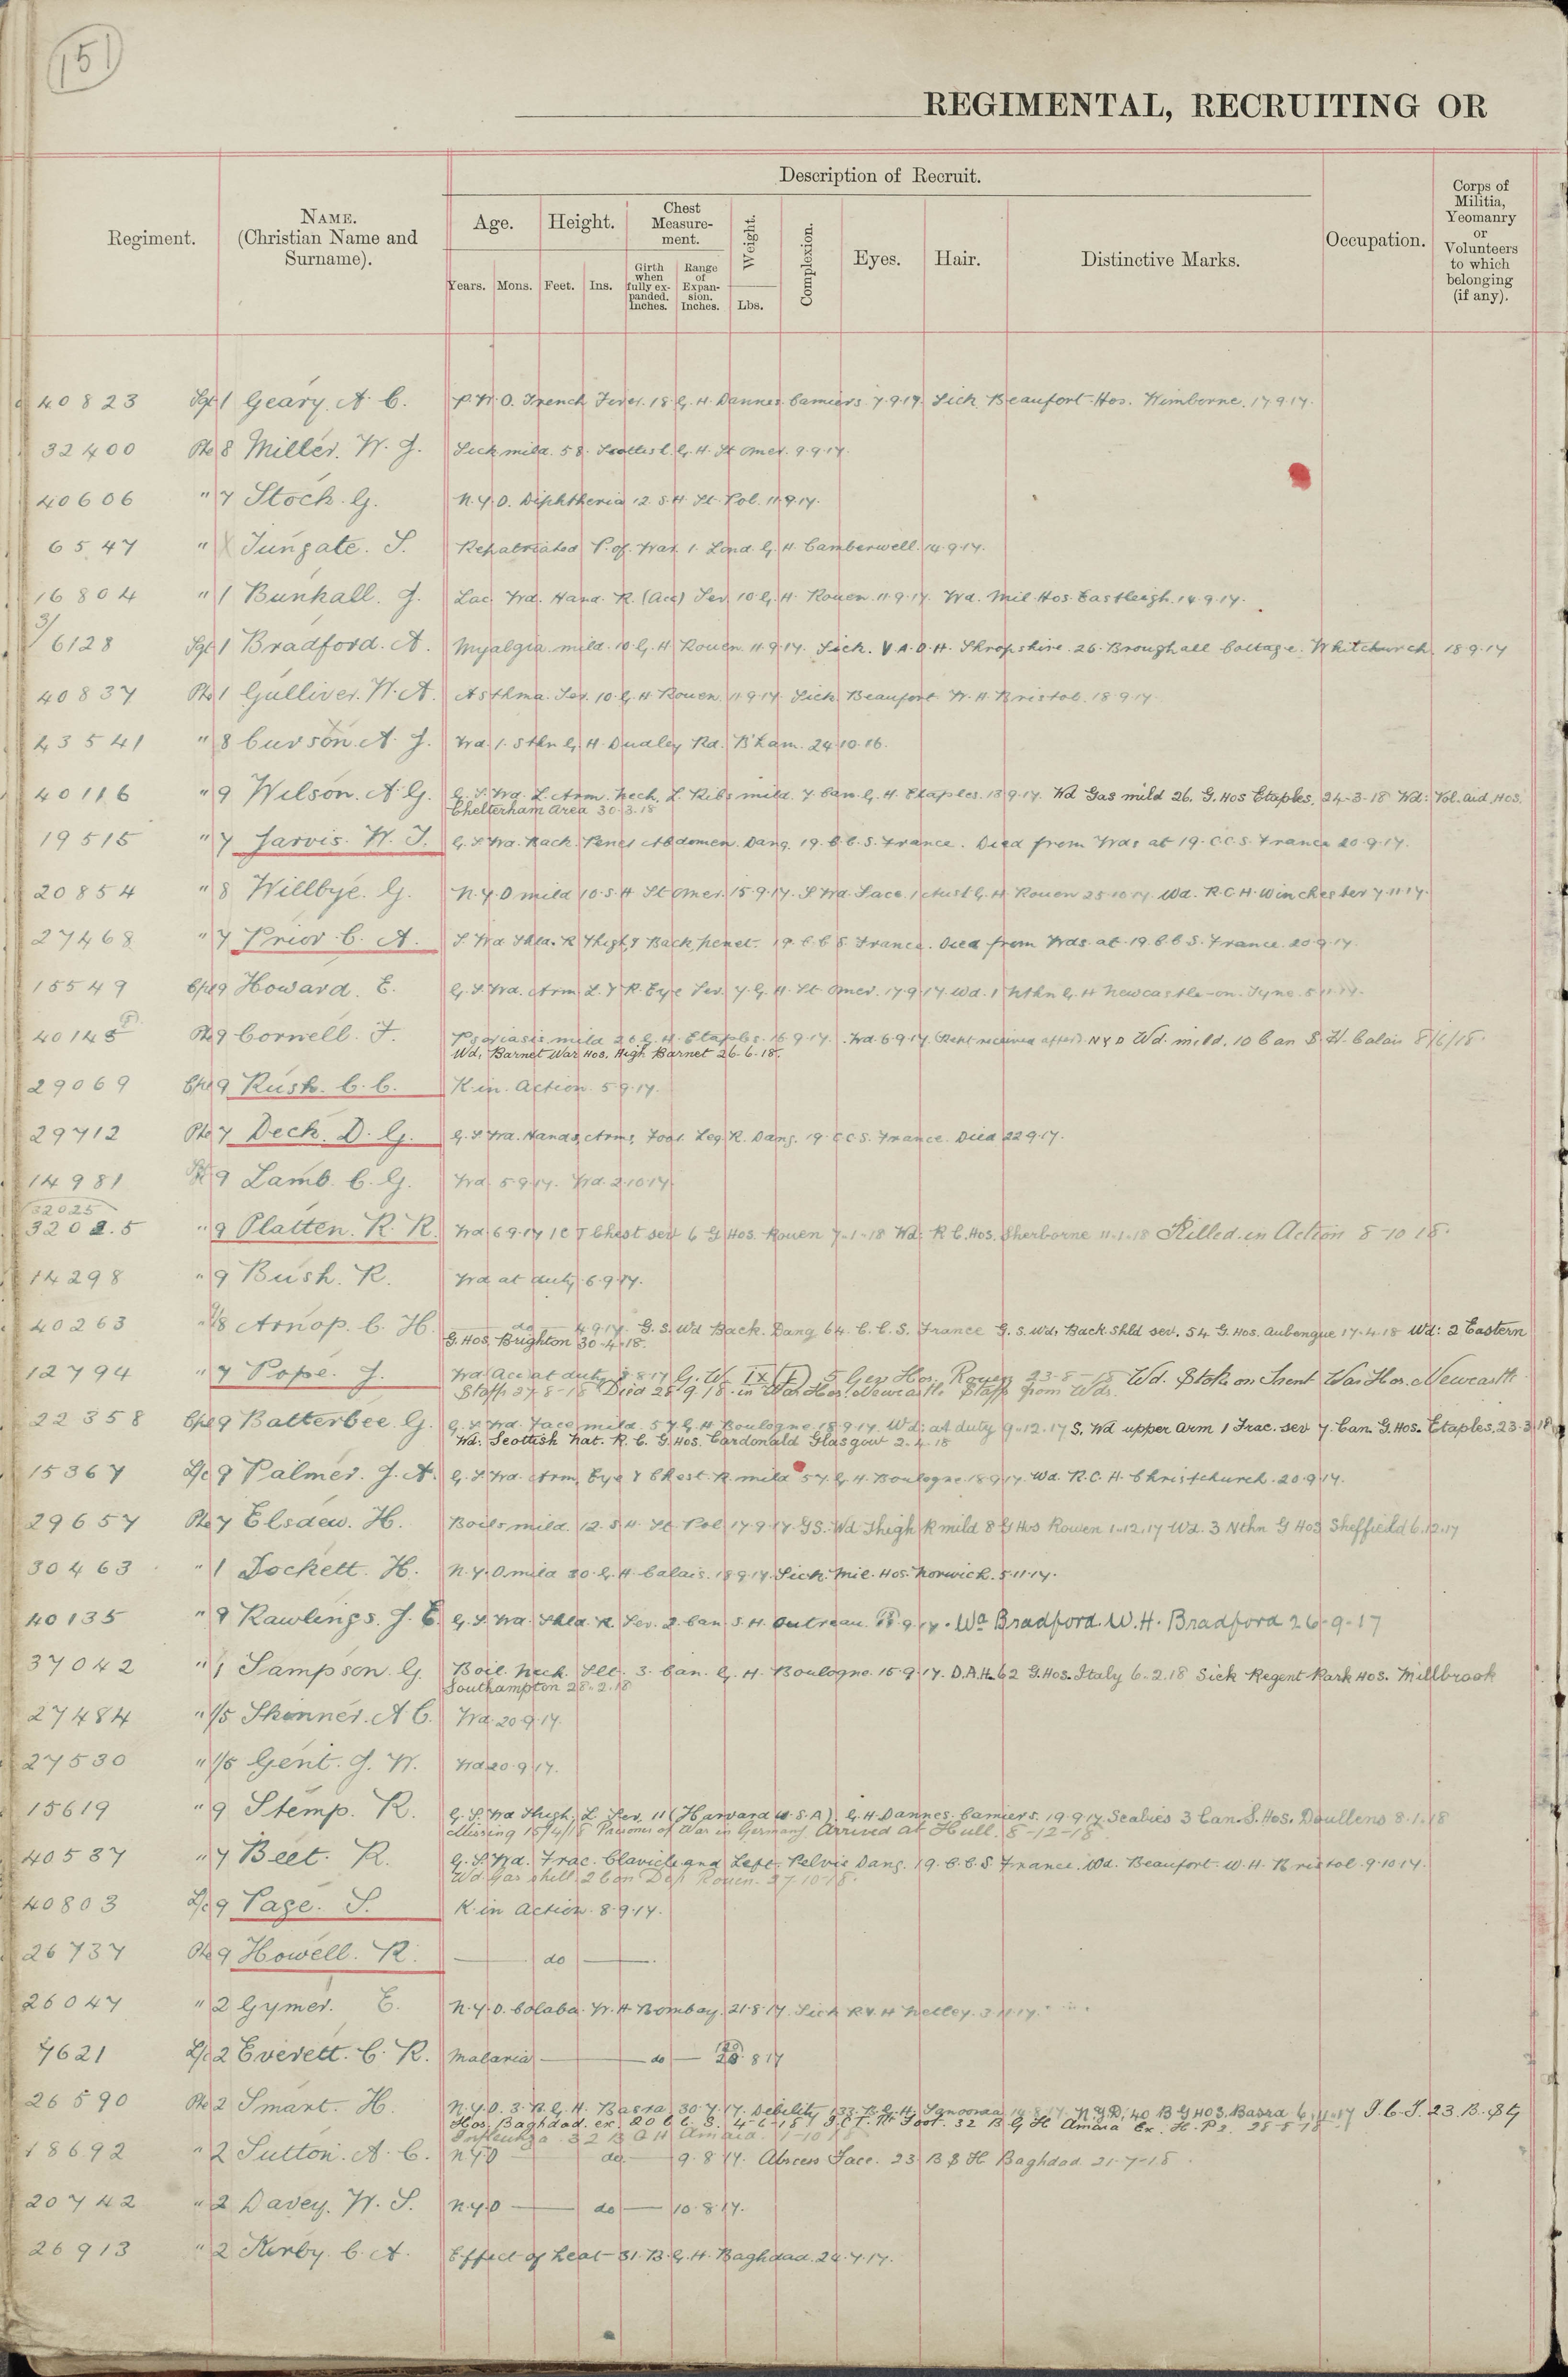 151
REGIMENTAL, RECRUITING OR
Description of Recruit.
Regiment.
NAME.
(Christian Name and
Surname).
Age.
Height.
Chest
Measure-
ment.
Weight.
Complexion.
Eyes.
Hair.
Distinctive Marks.
Occupation.
Corps of
Militia,
Yeomanry
or
Volunteers
to which
belonging
(if any).
Years.
Mons.
Feet.
Ins.
Girth
when
fully ex-
panded.
Inches.
Range
of
Expan-
sion.
Inches.
Lbs.
40823 Sgt 1 Geary. A. C. P.U.O. Trench Fever. 18. G. H. Dannes Camiers 7.9.17. Sick Beaufort Hos. Wimborne. 17.9.17.
32400 Pte 8 Miller. W. J. Sick mild. 58. Scottish. G. H. St Omer. 9.9.17.
40606 " 7 Stock. G. N.Y.D. Diphtheria 12. S.H. St. Pol. 11.9.17.
6547 " Tungate. S. Repatriated P. of War. 1. Lond. G. H. Camberwell. 14.9.17.
16804 " 1 Bunhall. J. Lac. Wd. Hand. R. (Acc) Sev. 10 G. H. Rouen. 11.9.17. Wd. Mil. Hos. Eastleigh. 14.9.17.
3/6128 Sgt 1 Bradford. A. Myalgia mild. 10. G. H. Rouen. 11.9.17. Sick. V.A.D.H. Shropshire. 26. Broughall Cottage. Whitchurch. 18.9.17
40837 Pte 1 Gulliver. W. A. Asthma. Sev. 10. G. H Rouen. 11.9.17. Sick. Beaufort W. H. Bristol. 18.9.17.
43541 " 8 Curson. A. J. Wd. 1. Sthn G. H. Dudley Rd. B'ham. 24.10.16.
40116 " 9 Wilson. A. G. G. S. Wd. L. Arm. Neck. L. Ribs mild. 7 Can. G. H. Etaples. 13.9.17. Wd Gas mild 26. G. Hos Etaples. 24-3-18 Wd: Vol. Aid. Hos.
Cheltenham Area 30.3.18
19515 " 7 Jarvis. W. J. G. S. Wd. Back. Penet Abdomen. Dang. 19. C.C.S. France. Died from Wds at 19. C.C.S. France 20.9.17.
20854 " 8 Willbye. G. N.Y.D mild 10. S. H St Omer. 15.9.17. S Wd. Face. 1 Aust G. H Rouen 25.10.17. Wd. R.C.H. Winchester 7.11.17.
27468 " 7 Prior. C. A. S Wd Shld. R Thigh & Back, penet. 19. C.C.S France. Died from Wds. at. 19. C.C.S. France. 20.9.17.
15549 Cpl 9 Howard. E. G. S Wd. Arm L. & R. Eye Sev. 7. G. H. St Omer. 17.9.17. Wd. 1 Nthn G. H Newcastle-on-Tyne. 5.11.17.
40145 Pte 9 Cornell. F. Psoriasis mild 26 G. H. Etaples. 16.9.17. Wd. 6.9.17. (Rept received after). NYD Wd. mild. 10 Can S. H. Calais 8/6/18.
Wd. Barnet War Hos. High Barnet 26.6.18.
29069 Cpl 9 Rush. C. C. K. in Action. 5.9.17.
29712 Pte 7 Deck. D. G. G. S Wd. Hands, Arms, Foot. Leg. R. Dang. 19. C.C.S. France. Died 22.9.17.
14981 9 Lamb. C. G. Wd. 5.9.17. Wd. 2.10.17.
32025
32025 " 9 Platten. R. R. Wd. 6.9.17 Chest sev 6 G Hos. Rouen 7-1-18 Wd: R C. Hos. Sherborne 11.1.18 Killed in Action 8-10.18.
14298 " 9 Bush. R. Wd at duty 6.9.17.
40263 " 1/8 Arnop. C. H. do 4.9.17. G. S. Wd Back. Dang 64. C. C. S. France G. S. Wd. Back. Shld sev. 54 G. Hos. Aubengue 17.4.18 Wd: 2 Eastern
G. Hos. Brighton 30.4.18.
12794 " 7 Pope. J. Wd Acc at duty 8.8.17 G. W. IX (F) 5 Gen Hos. Rouen 23-8-18 Wd. Stoke on Trent War Hos. Newcastle
Staffs 27.8.18 Died 28.9.18 in War Hos. Newcastle Staffs from Wds.
22358 Cpl 9 Batterbee. G. G. S. Wd. Face mild 57 G. H. Boulogne. 18.9.17. Wd: at duty 9.12.17 S. Wd upper Arm 1 Frac. sev 7 Can. G. Hos. Etaples. 23.3.18
Wd: Scottish Nat. R. C. G. Hos. Cardonald Glasgow 2.4.18
15367 L/c 9 Palmer. J. A. G. S. Wd. Arm, Eye & Chest. R. mild 57. G. H. Boulogne. 18.9.17. Wd. R.C.H. Christchurch. 20.9.17.
29657 Pte 7 Elsdew. H. Boils mild. 12. S H. St. Pol 17.9.17. G S. Wd Thigh R mild 8 G Hos Rouen 1.12.17 Wd. 3 Nthn G Hos Sheffield 6.12.17
30463 " 1 Dockett. H. N.Y.D mild 30. G. H. Calais. 18.9.17. Sick. Mil. Hos. Norwich. 5.11.17.
40135 " 9 Rawlings. J. E. G. S. Wd. Shld. R. Sev. 2. Can. S. H. Outreau. 9.17. Wd Bradford. W. H. Bradford 26-9-17
37042 " 1 Sampson. G. Boil. Neck. Slt. 3. Can. G. H. Boulogne. 15.9.17. D.A.H. 62 G. Hos. Italy 6.2.18 Sick Regent Park Hos. Millbrook
Southampton 28.2.18
27484 " 1/5 Skinner. A C. Wd. 20.9.17.
27530 " 1/5 Gent. J. W. Wd 20.9.17.
15619 " 9 Stemp. R. G. S. Wd Thigh. L. Sev. 11 (Harvard U.S.A). G. H Dannes. Camiers. 19.9.17. Scabies 3 Can. S. Hos. Doullens 8.1.18
Missing 15/4/18 Prisoner of War in Germany Arrived at Hull. 8-12-18
40537 " 7 Beet. R. G. S. Wd. Frac. Clavicle and Left. Pelvis Dang. 19. C.C.S France. Wd. Beaufort. W. H. Bristol. 9.10.17.
Wd. Gas shell. 2 Con Dep Rouen. 27.10.18.
40803 L/c 9 Page. S. K. in Action. 8.9.17.
26737 Pte 9 Howell. R. do
26047 " 2 Gymer. E. N.Y.D. Colaba. W. H Bombay. 21.8.17. Sick R.V.H Netley. 3.11.17.
7621 L/c 2 Everett. C. R. Malaria do 20 8 17
26590 Pte 2 Smart. H. N.Y.D. 3. B. G. H. Basra 30.7.17. Debility 133. B. G. H. N.Y.D. 40 B G Hos. Basra 6.11.17 I. C. T. 23. B. Stg
Hos. Baghdad. ex. 20 C. C. S. 4-6-18 I.C.T. Rt Foot. 32 B G H Amara Ex. H. P 2. 28-8-18
Influenza 32 B G H Amara. 1-10-18
18692 " 2 Sutton. A. C. N Y D do 9.8.17. Abscess Face. 23 B S H Baghdad 21-7-18.
20742 " 2 Davey. W. S. N.Y.D do 10.8.17.
26913 " 2 Kerby. C. A. Effect of heat 31. B. G. H. Baghdad. 24.7.17.